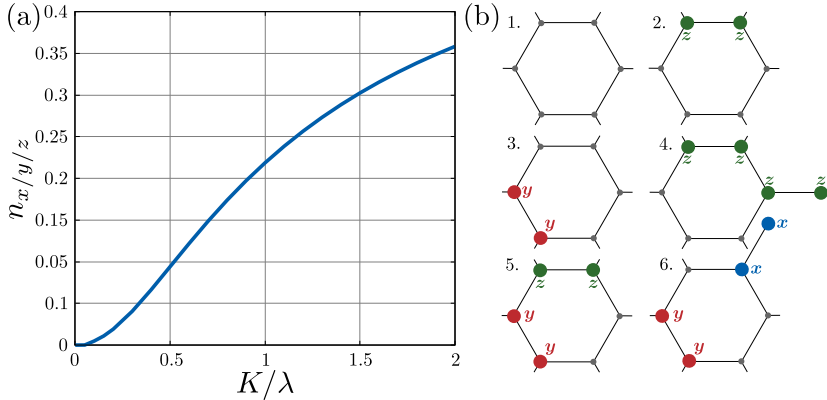 (a)
0.4
0.35
0.3
0.25
0.2
0.15
0.05
0.1
0
n_{x/y/z}
0 0.5 1 1.5 2
K/λ
(b)
1.
2.
z z
3.
y
y
4.
z z
z z
x
x
5.
z z
y
y
6.
y
y